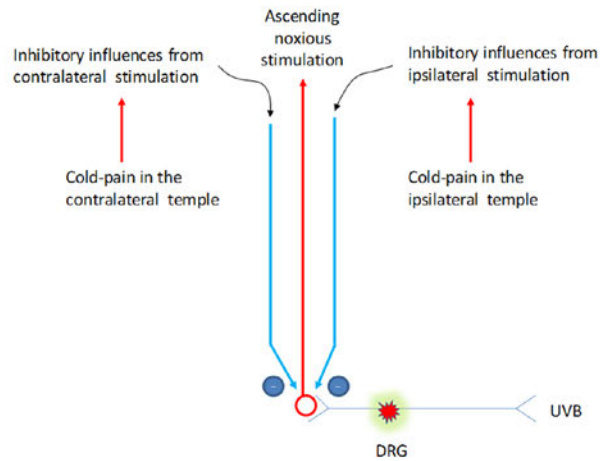 Ascending
noxious
stimulation
Inhibitory influences from
contralateral stimulation
Inhibitory influences from
ipsilateral stimulation
Cold-pain in the
contralateral temple
Cold-pain in the
ipsilateral temple
-
-
UVB
DRG